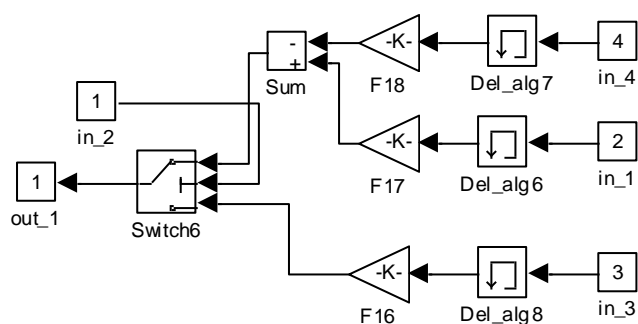 -
+
Sum
-K-
F18
Del_alg7
4
in_4
1
in_2
-K-
F17
Del_alg6
2
in_1
1
out_1
Switch6
-K-
F16
Del_alg8
3
in_3